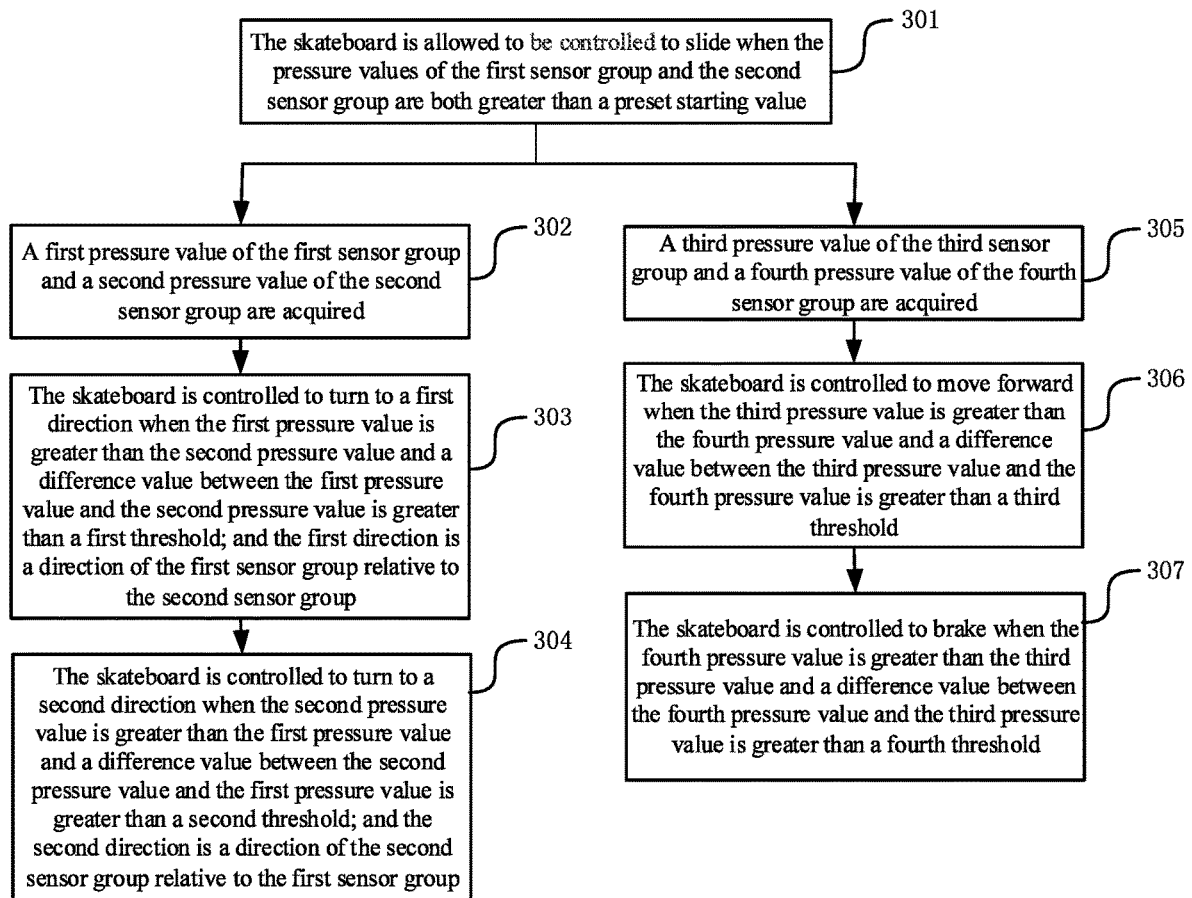 The skateboard is allowed to be controlled to slide when the
pressure values of the first sensor group and the second
sensor group are both greater than a preset starting value
301
A first pressure value of the first sensor group
and a second pressure value of the second
sensor group are acquired
302
The skateboard is controlled to turn to a first
direction when the first pressure value is
greater than the second pressure value and a
difference value between the first pressure
value and the second pressure value is greater
than a first threshold; and the first direction is
a direction of the first sensor group relative to
the second sensor group
303
The skateboard is controlled to turn to a
second direction when the second pressure
value is greater than the first pressure value
and a difference value between the second
pressure value and the first pressure value is
greater than a second threshold; and the
second direction is a direction of the second
sensor group relative to the first sensor group
304
A third pressure value of the third sensor
group and a fourth pressure value of the fourth
sensor group are acquired
305
The skateboard is controlled to move forward
when the third pressure value is greater than
the fourth pressure value and a difference
value between the third pressure value and the
fourth pressure value is greater than a third
threshold
306
The skateboard is controlled to brake when the
fourth pressure value is greater than the third
pressure value and a difference value between
the fourth pressure value and the third pressure
value is greater than a fourth threshold
307